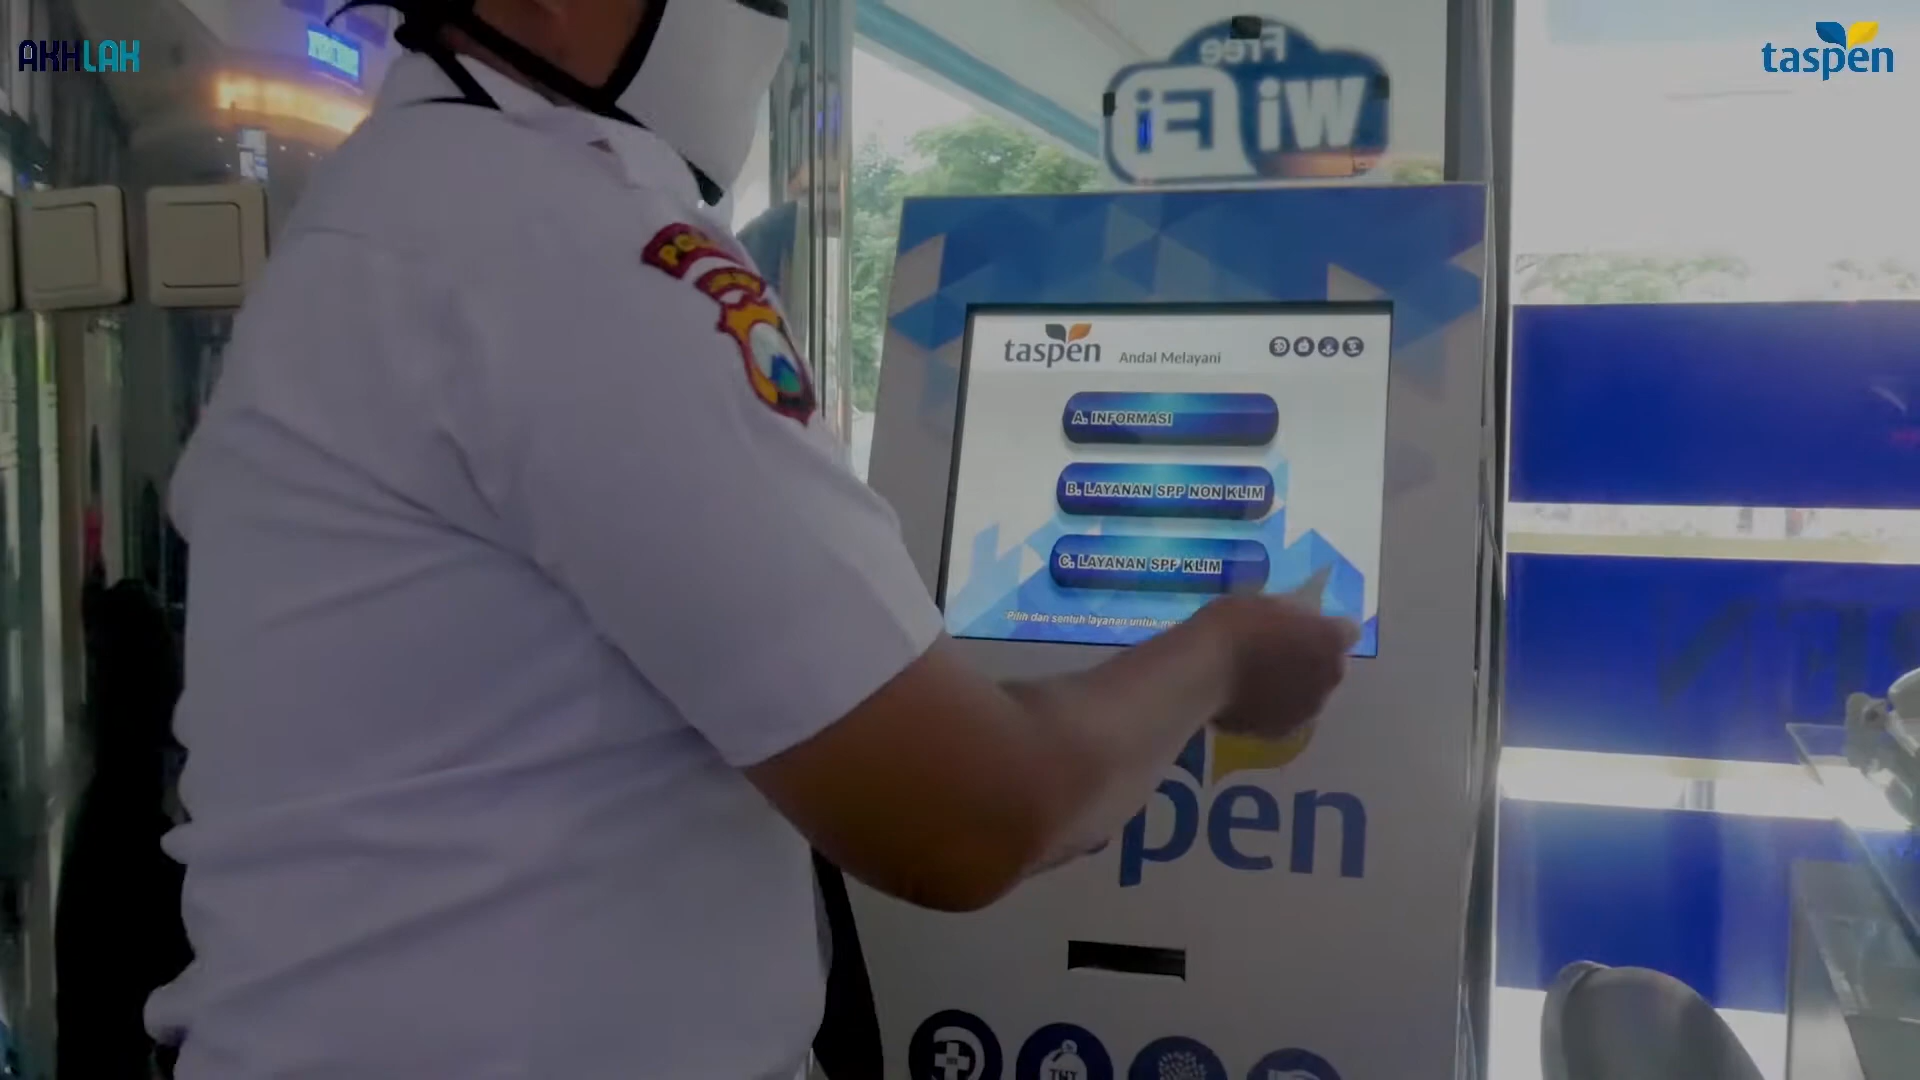 AKHLAK
taspen
Free
Wi Fi
taspen Andal Melayani
A. INFORMASI
B. LAYANAN SPP NON KLIM
C. LAYANAN SPP KLIM
Pilih dan sentuh layanan untuk
pen
THT